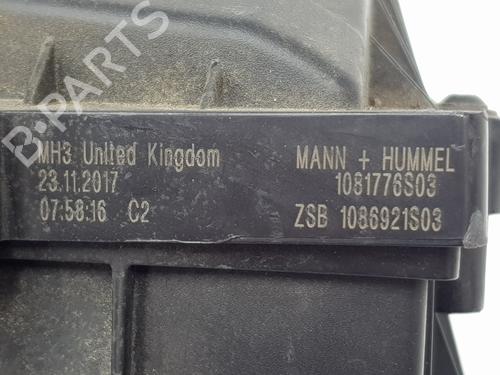 B-PARTS
MH3 United Kingdom
23.11.2017
07:58:16 C2
MANN + HUMMEL
1081776S03
ZSB 1086921S03